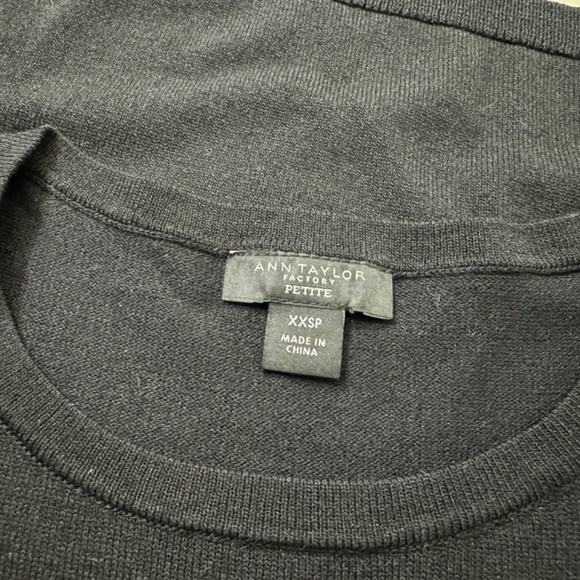 ANN TAYLOR
FACTORY
PETITE
XXSP
MADE IN
CHINA